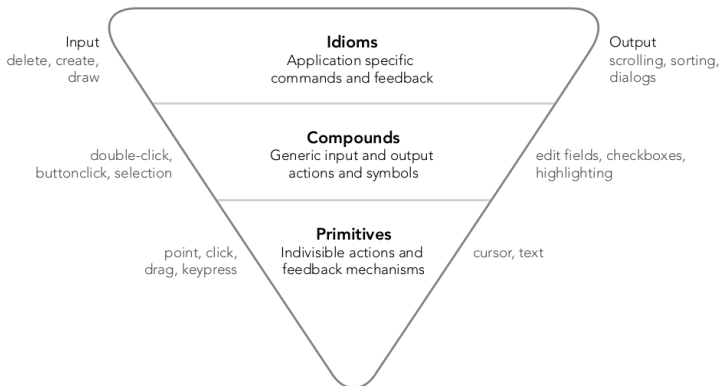 Input
delete, create,
draw
Idioms
Application specific
commands and feedback
Output
scrolling, sorting,
dialogs
double-click,
buttonclick, selection
Compounds
Generic input and output
actions and symbols
edit fields, checkboxes,
highlighting
point, click,
drag, keypress
Primitives
Indivisible actions and
feedback mechanisms
cursor, text